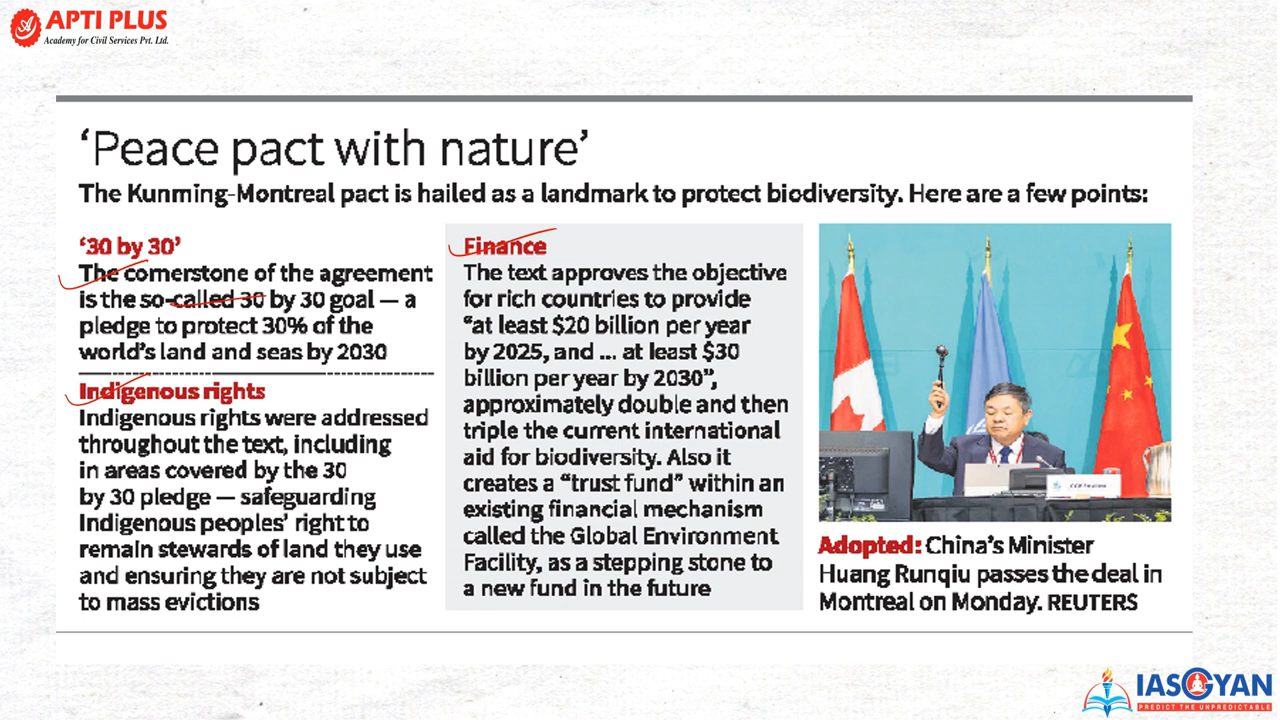 APTI PLUS
Academy for Civil Services Pvt. Ltd.
‘Peace pact with nature’
The Kunming-Montreal pact is hailed as a landmark to protect biodiversity. Here are a few points:
‘30 by 30’
The cornerstone of the agreement
is the so-called 30 by 30 goal — a
pledge to protect 30% of the
world’s land and seas by 2030
Indigenous rights
Indigenous rights were addressed
throughout the text, including
in areas covered by the 30
by 30 pledge — safeguarding
Indigenous peoples’ right to
remain stewards of land they use
and ensuring they are not subject
to mass evictions
Finance
The text approves the objective
for rich countries to provide
“at least $20 billion per year
by 2025, and ... at least $30
billion per year by 2030”,
approximately double and then
triple the current international
aid for biodiversity. Also it
creates a “trust fund” within an
existing financial mechanism
called the Global Environment
Facility, as a stepping stone to
a new fund in the future
Adopted: China’s Minister
Huang Runqiu passes the deal in
Montreal on Monday. REUTERS
IASGYAN
PREDICT THE UNPREDICTABLE